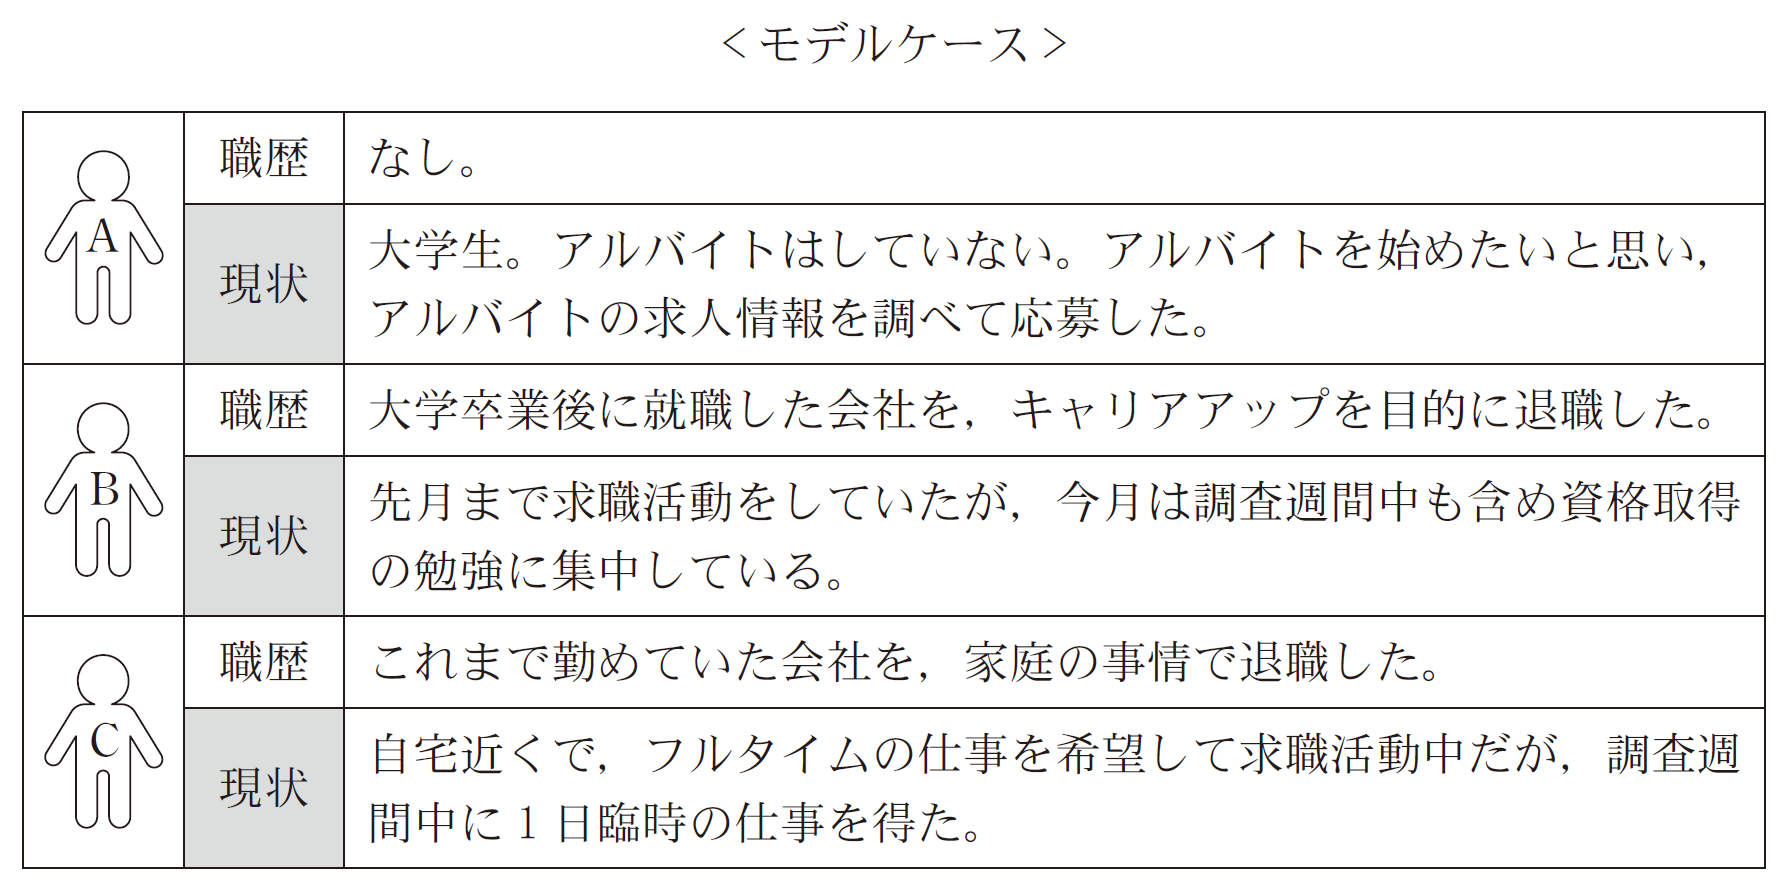 ＜モデルケース＞
A
職歴
なし。
現状
大学生。アルバイトはしていない。アルバイトを始めたいと思い，
アルバイトの求人情報を調べて応募した。
B
職歴
大学卒業後に就職した会社を，キャリアアップを目的に退職した。
現状
先月まで求職活動をしていたが，今月は調査週間中も含め資格取得
の勉強に集中している。
C
職歴
これまで勤めていた会社を，家庭の事情で退職した。
現状
自宅近くで，フルタイムの仕事を希望して求職活動中だが，調査週
間中に１日臨時の仕事を得た。